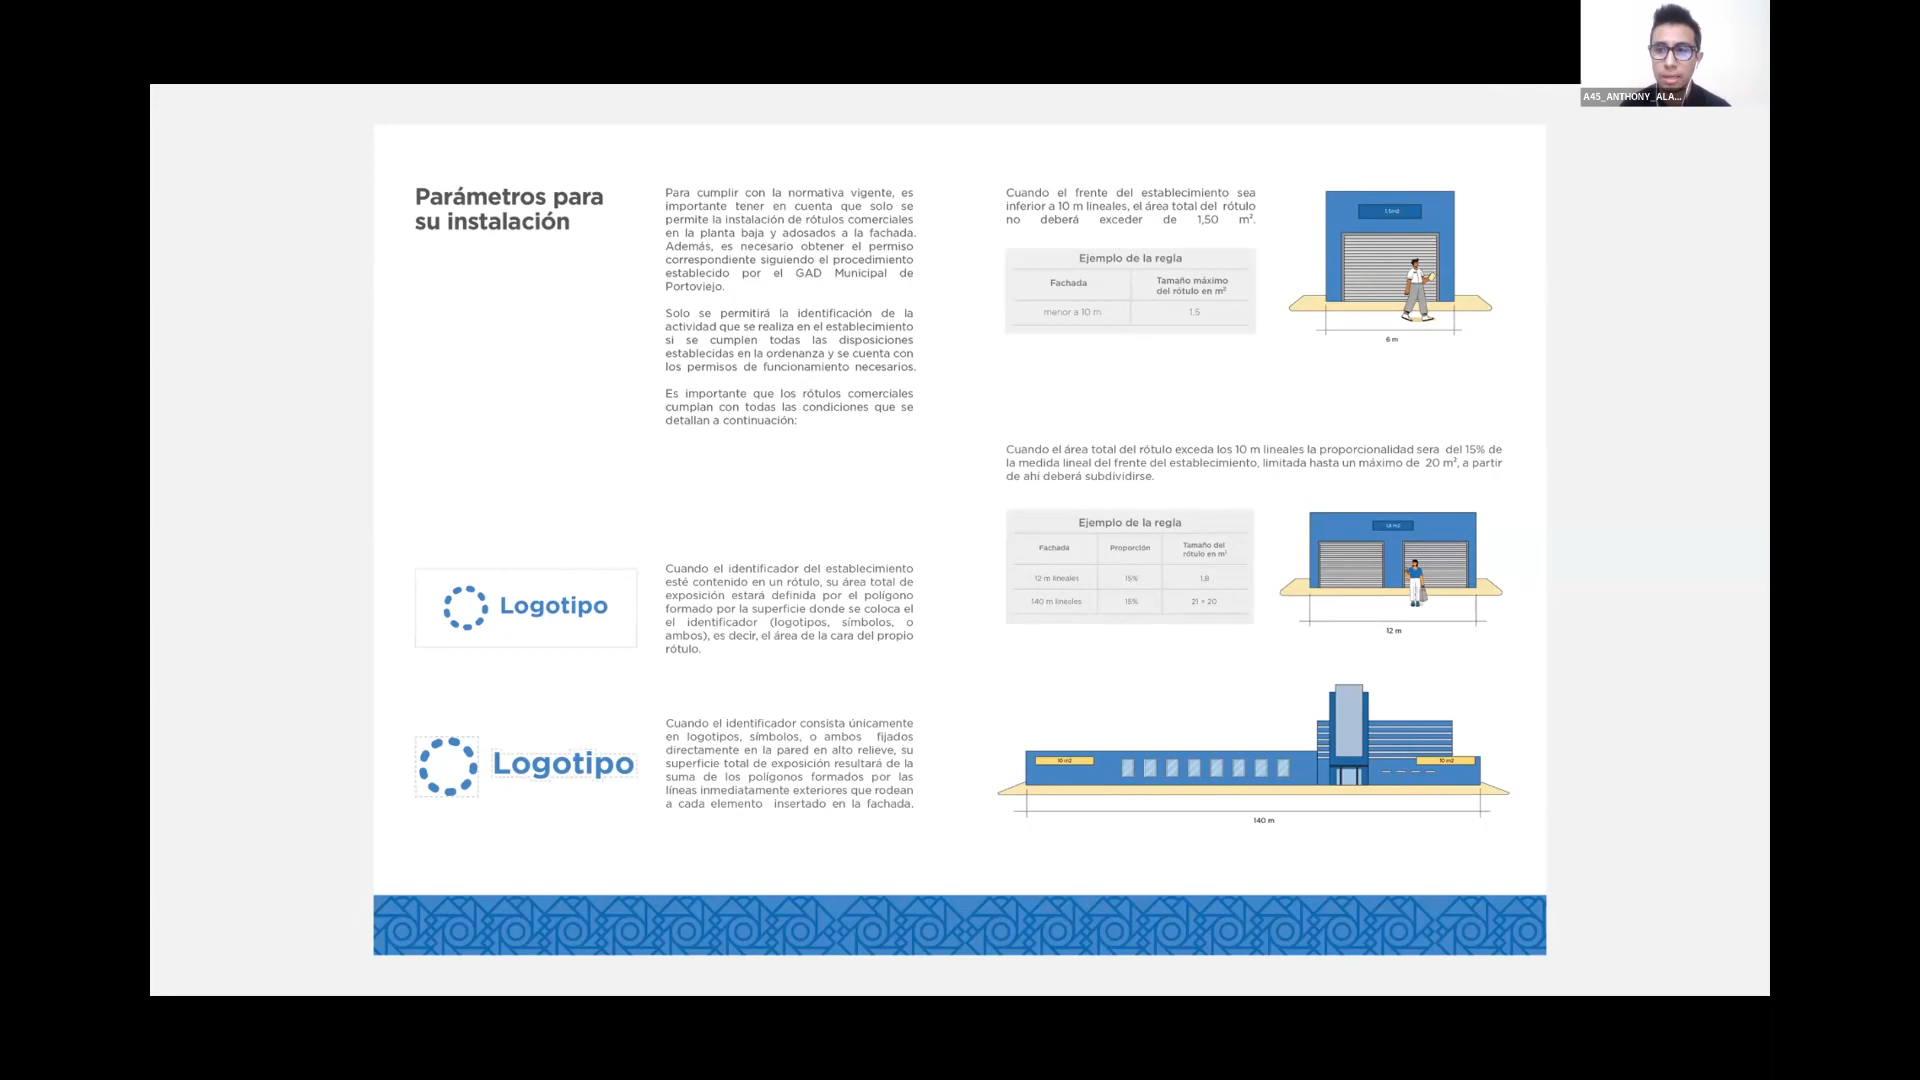 A45_ANTHONY_ALA...
Parámetros para
su instalación
Para cumplir con la normativa vigente, es
importante tener en cuenta que solo se
permite la instalación de rótulos comerciales
en la planta baja y adosados a la fachada.
Además, es necesario obtener el permiso
correspondiente siguiendo el procedimiento
establecido por el GAD Municipal de
Portoviejo.
Solo se permitirá la identificación de la
actividad que se realiza en el establecimiento
si se cumplen todas las disposiciones
establecidas en la ordenanza y se cuenta con
los permisos de funcionamiento necesarios.
Es importante que los rótulos comerciales
cumplan con todas las condiciones que se
detallan a continuación:
Logotipo
Cuando el identificador del establecimiento
esté contenido en un rótulo, su área total de
exposición estará definida por el polígono
formado por la superficie donde se coloca el
el identificador (logotipos, símbolos, o
ambos), es decir, el área de la cara del propio
rótulo.
Logotipo
Cuando el identificador consista únicamente
en logotipos, símbolos, o ambos fijados
directamente en la pared en alto relieve, su
superficie total de exposición resultará de la
suma de los polígonos formados por las
líneas inmediatamente exteriores que rodean
a cada elemento insertado en la fachada.
Cuando el frente del establecimiento sea
inferior a 10 m lineales, el área total del rótulo
no deberá exceder de 1,50 m².
Ejemplo de la regla
Fachada Tamaño máximo
del rótulo en m²
menor a 10 m 1.5
1,5m2
6 m
Cuando el área total del rótulo exceda los 10 m lineales la proporcionalidad sera del 15% de
la medida lineal del frente del establecimiento, limitada hasta un máximo de 20 m², a partir
de ahí deberá subdividirse.
Ejemplo de la regla
Fachada Proporción Tamaño del
rótulo en m²
12 m lineales 15% 1,8
140 m lineales 15% 21 = 20
1,8 m2
12 m
10 m2
10 m2
140 m